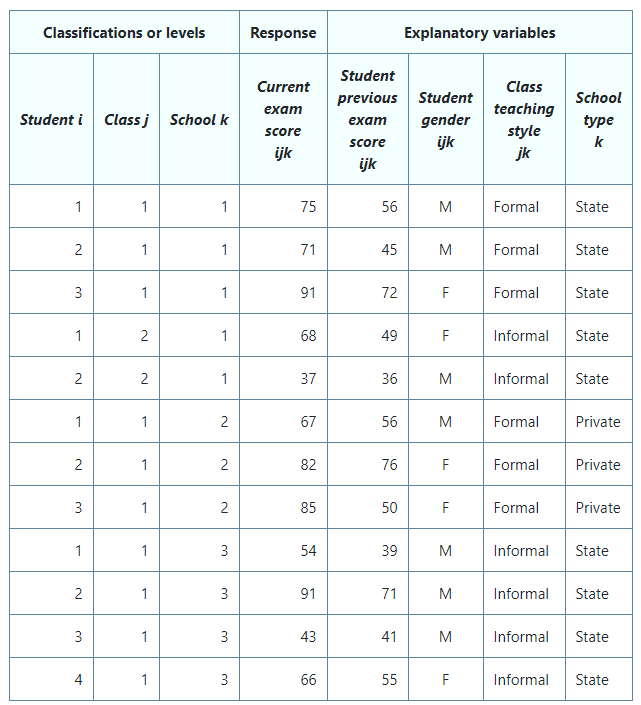 Classifications or levels Response Explanatory variables
Student i Class j School k Current exam score ijk Student previous exam score ijk Student gender ijk Class teaching style jk School type k
1 1 1 75 56 M Formal State
2 1 1 71 45 M Formal State
3 1 1 91 72 F Formal State
1 2 1 68 49 F Informal State
2 2 1 37 36 M Informal State
1 1 2 67 56 M Formal Private
2 1 2 82 76 F Formal Private
3 1 2 85 50 F Formal Private
1 1 3 54 39 M Informal State
2 1 3 91 71 M Informal State
3 1 3 43 41 M Informal State
4 1 3 66 55 F Informal State